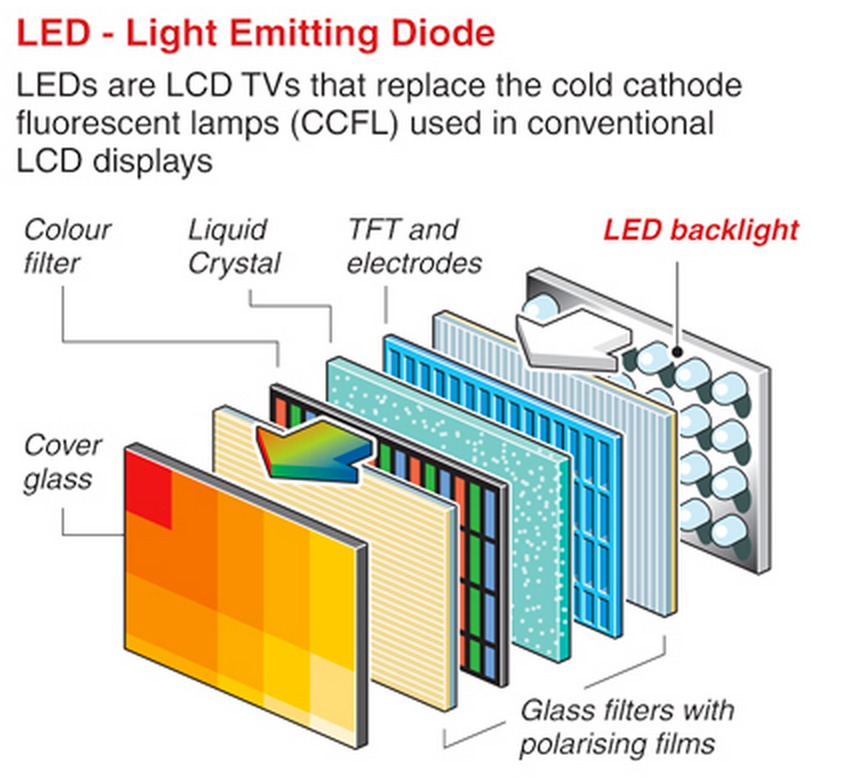 LED - Light Emitting Diode
LEDs are LCD TVs that replace the cold cathode
fluorescent lamps (CCFL) used in conventional
LCD displays
Colour
filter
Liquid
Crystal
TFT and
electrodes
LED backlight
Cover
glass
Glass filters with
polarising films